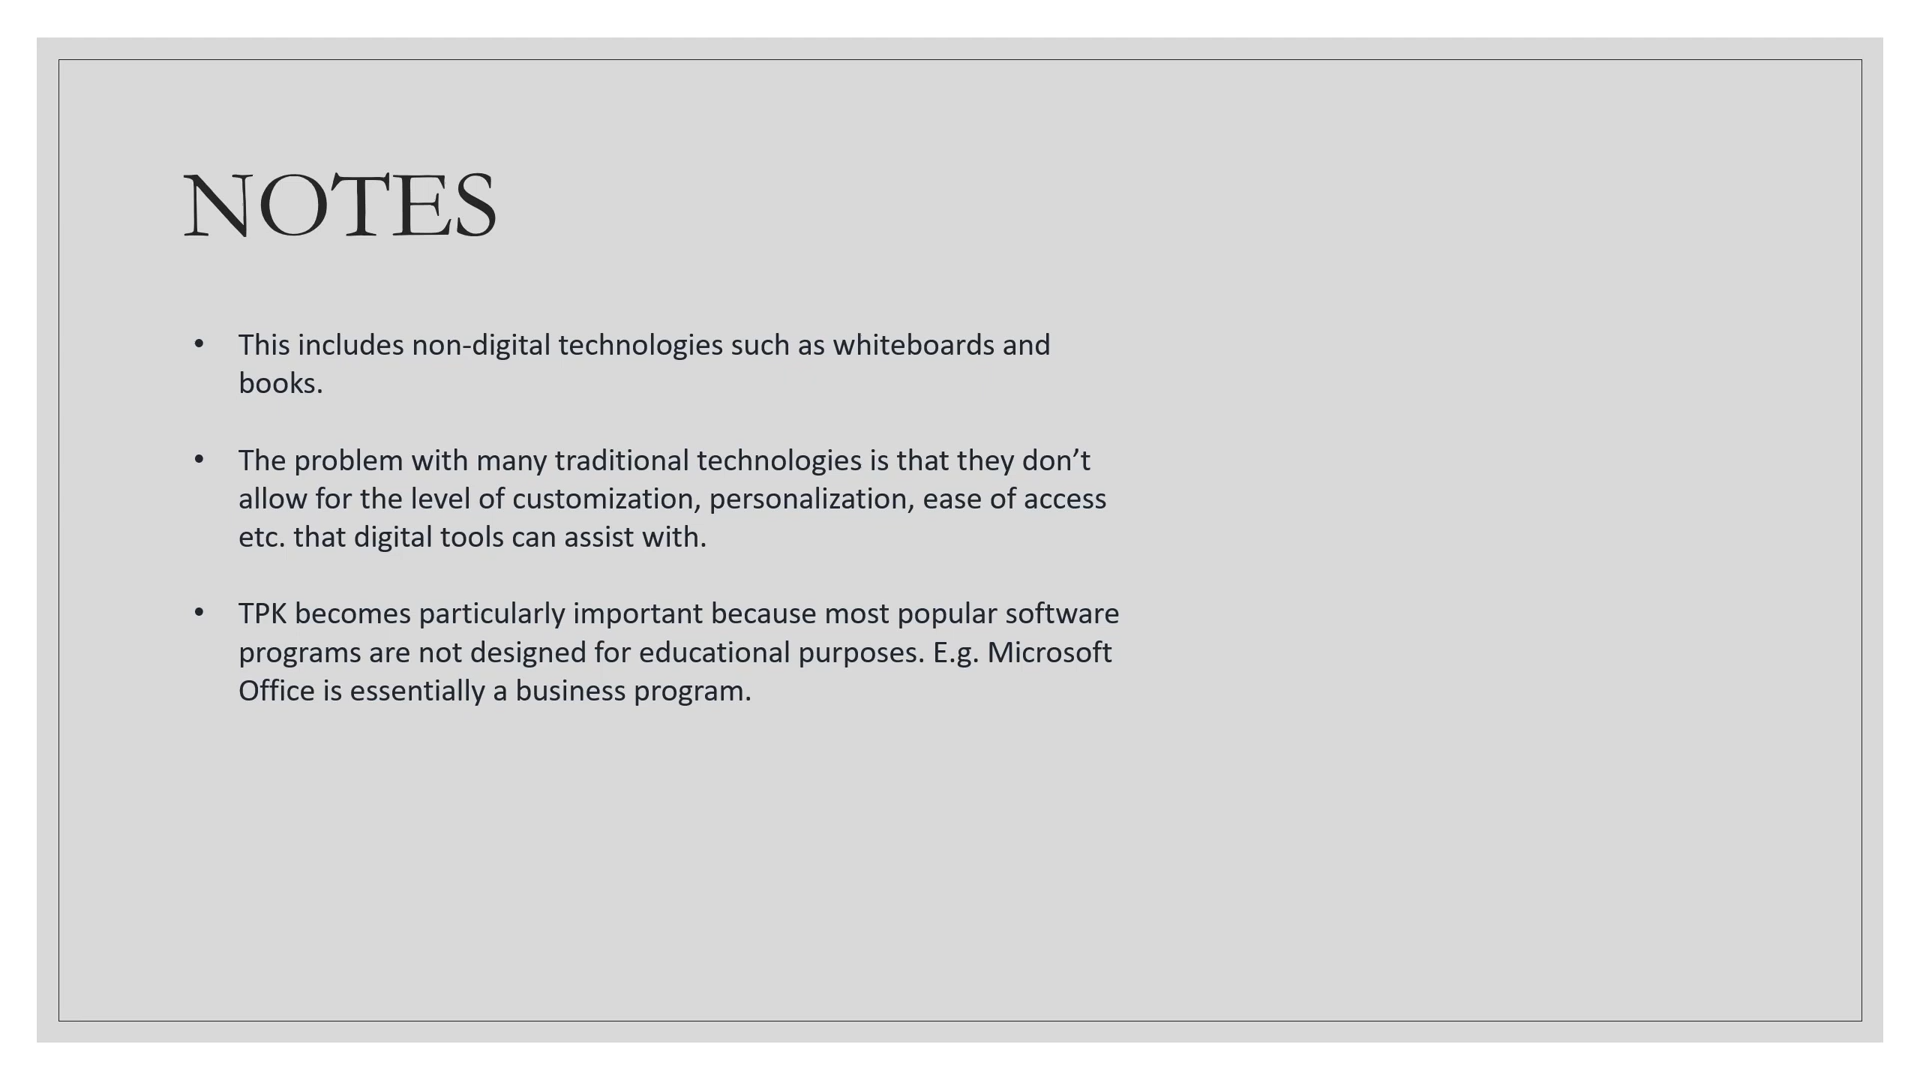 NOTES
• This includes non-digital technologies such as whiteboards and
books.
• The problem with many traditional technologies is that they don’t
allow for the level of customization, personalization, ease of access
etc. that digital tools can assist with.
• TPK becomes particularly important because most popular software
programs are not designed for educational purposes. E.g. Microsoft
Office is essentially a business program.